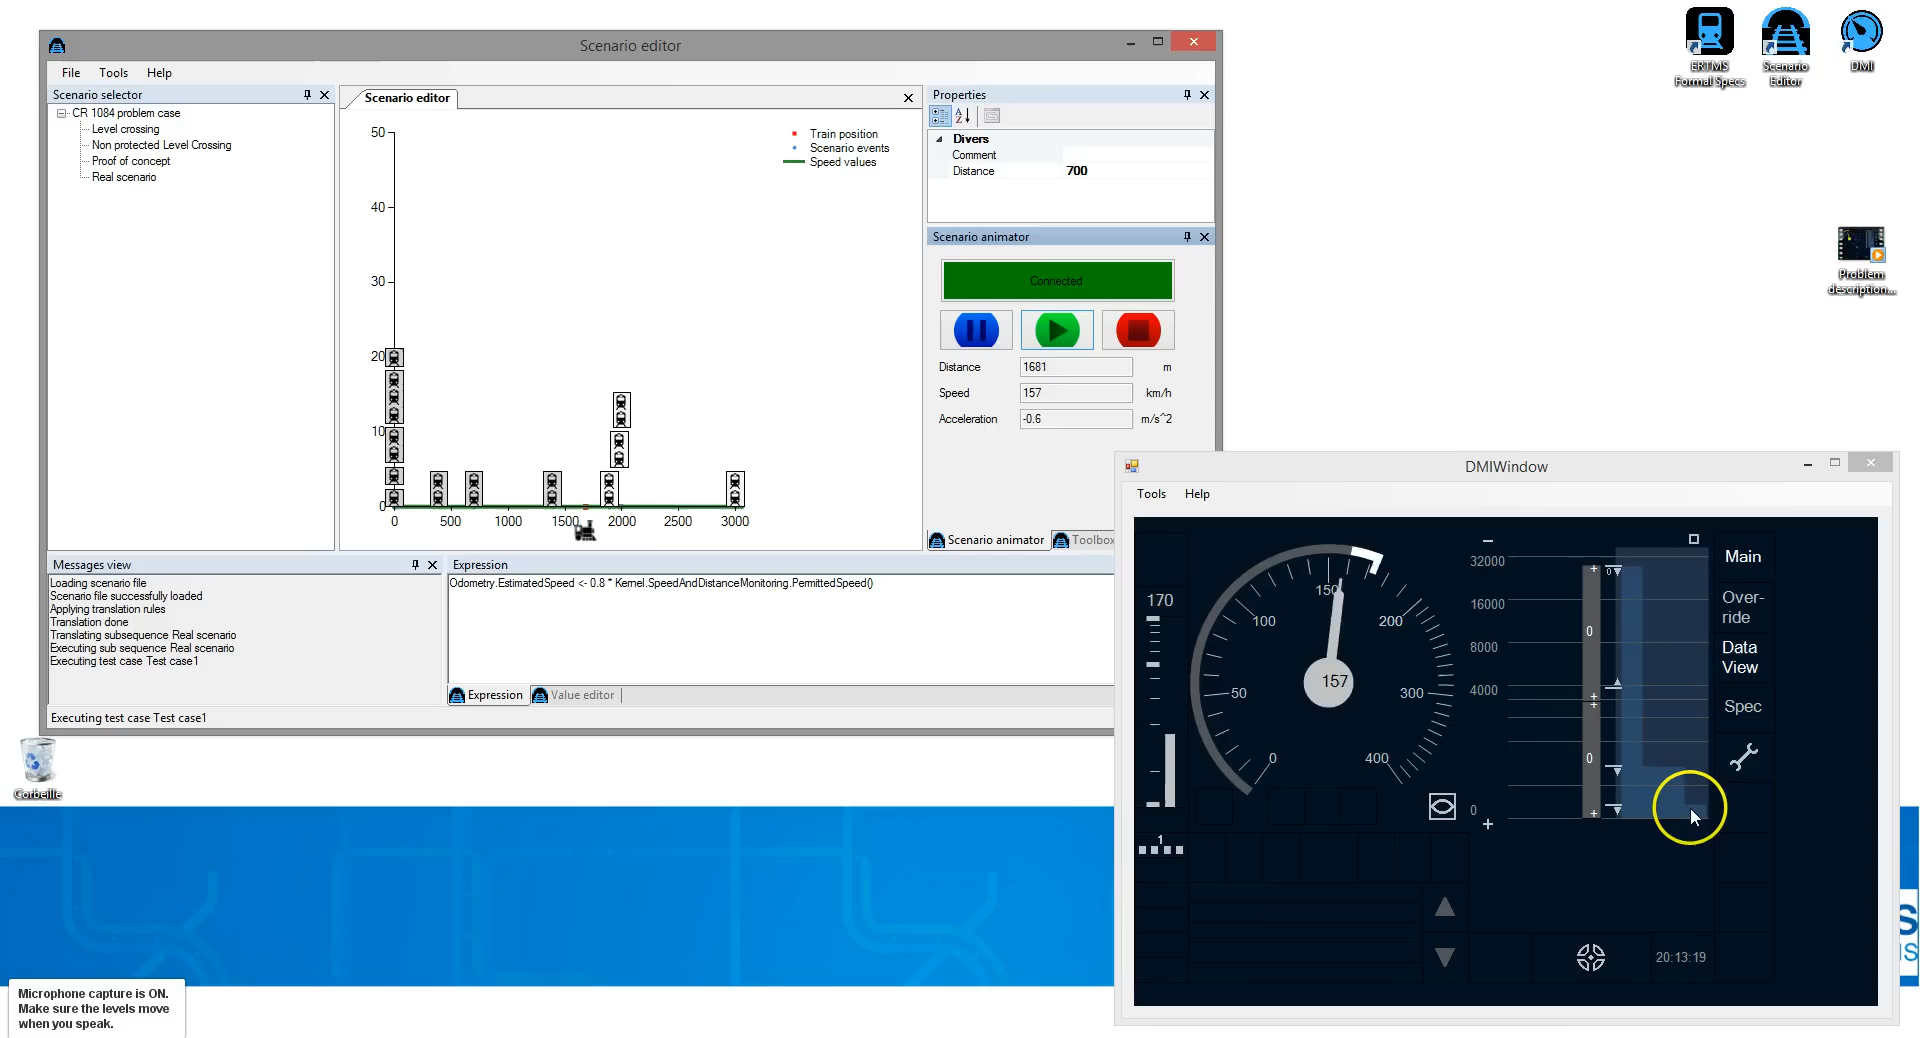 Scenario editor
File Tools Help
Scenario selector
CR 1084 problem case
Level crossing
Non protected Level Crossing
Proof of concept
Real scenario
Scenario editor
50
40
30
20
10
0
0 500 1000 1500 2000 2500 3000
Train position
Scenario events
Speed values
Properties
A
Z
Divers
Comment
Distance 700
Scenario animator
Connected
Distance 1681 m
Speed 157 km/h
Acceleration -0.6 m/s^2
Scenario animator Toolbox
Messages view
Loading scenario file
Scenario file successfully loaded
Applying translation rules
Translation done
Translating subsequence Real scenario
Executing sub sequence Real scenario
Executing test case Test case1
Expression
Odometry.EstimatedSpeed <- 0.8 * Kernel.SpeedAndDistanceMonitoring.PermittedSpeed()
Expression Value editor
Executing test case Test case1
Corbeille
Microphone capture is ON.
Make sure the levels move
when you speak.
ERTMS
Formal Specs
Scenario
Editor
DMI
Problem
description...
DMIWindow
Tools Help
170
1
0
50
100
150
200
300
400
157
32000
16000
8000
4000
0
0
0
0
Main
Over-
ride
Data
View
Spec
20:13:19
S
IS